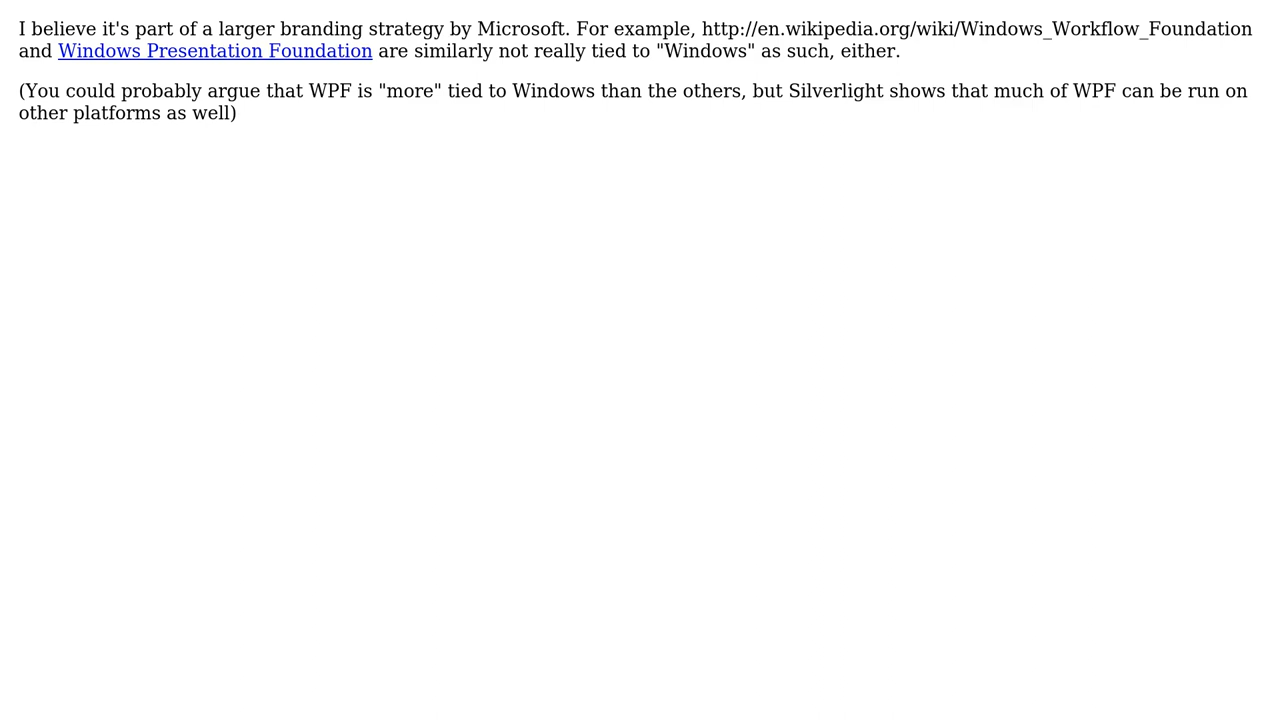 I believe it's part of a larger branding strategy by Microsoft. For example, http://en.wikipedia.org/wiki/Windows_Workflow_Foundation
and Windows Presentation Foundation are similarly not really tied to "Windows" as such, either.
(You could probably argue that WPF is "more" tied to Windows than the others, but Silverlight shows that much of WPF can be run on
other platforms as well)